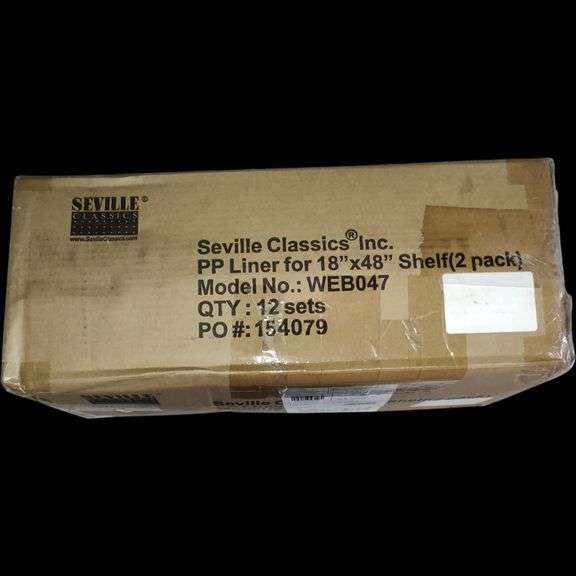 SEVILLE®
CLASSICS
www.SevilleClassics.com
Seville Classics® Inc.
PP Liner for 18"x48" Shelf(2 pack)
Model No.: WEB047
QTY : 12 sets
PO #: 154079
Seville